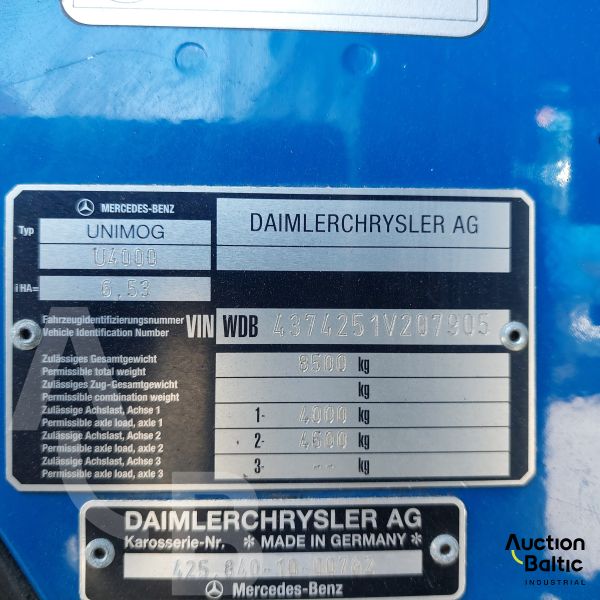 MERCEDES-BENZ
DAIMLERCHRYSLER AG
Typ UNIMOG
U4000
i HA= 6,53
Fahrzeugidentifizierungsnummer
Vehicle Identification Number VIN WDB 4374251V207905
Zulässiges Gesamtgewicht
Permissible total weight 8500 kg
Zulässiges Zug-Gesamtgewicht
Permissible combination weight kg
Zulässige Achslast, Achse 1
Permissible axle load, axle 1 1- 4000 kg
Zulässige Achslast, Achse 2
Permissible axle load, axle 2 2- 4600 kg
Zulässige Achslast, Achse 3
Permissible axle load, axle 3 3- -- kg
DAIMLERCHRYSLER AG
Karosserie-Nr. * MADE IN GERMANY *
425.840-10-00762
Mercedes-Benz
Auction
Baltic
INDUSTRIAL